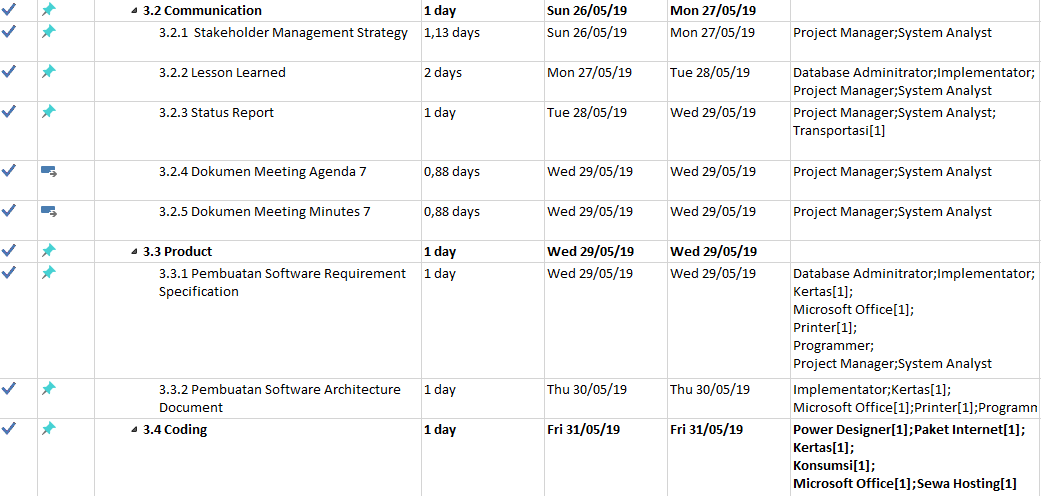 3.2 Communication 1 day Sun 26/05/19 Mon 27/05/19
3.2.1 Stakeholder Management Strategy 1,13 days Sun 26/05/19 Mon 27/05/19 Project Manager;System Analyst
3.2.2 Lesson Learned 2 days Mon 27/05/19 Tue 28/05/19 Database Adminitrator;Implementator;
Project Manager;System Analyst
3.2.3 Status Report 1 day Tue 28/05/19 Wed 29/05/19 Project Manager;System Analyst;
Transportasi[1]
3.2.4 Dokumen Meeting Agenda 7 0,88 days Wed 29/05/19 Wed 29/05/19 Project Manager;System Analyst
3.2.5 Dokumen Meeting Minutes 7 0,88 days Wed 29/05/19 Wed 29/05/19 Project Manager;System Analyst
3.3 Product 1 day Wed 29/05/19 Wed 29/05/19
3.3.1 Pembuatan Software Requirement 1 day Wed 29/05/19 Wed 29/05/19 Database Adminitrator;Implementator;
Specification Kertas[1];
Microsoft Office[1];
Printer[1];
Programmer;
Project Manager;System Analyst
3.3.2 Pembuatan Software Architecture 1 day Thu 30/05/19 Thu 30/05/19 Implementator;Kertas[1];
Document Microsoft Office[1];Printer[1];Programn
3.4 Coding 1 day Fri 31/05/19 Fri 31/05/19 Power Designer[1];Paket Internet[1];
Kertas[1];
Konsumsi[1];
Microsoft Office[1];Sewa Hosting[1]